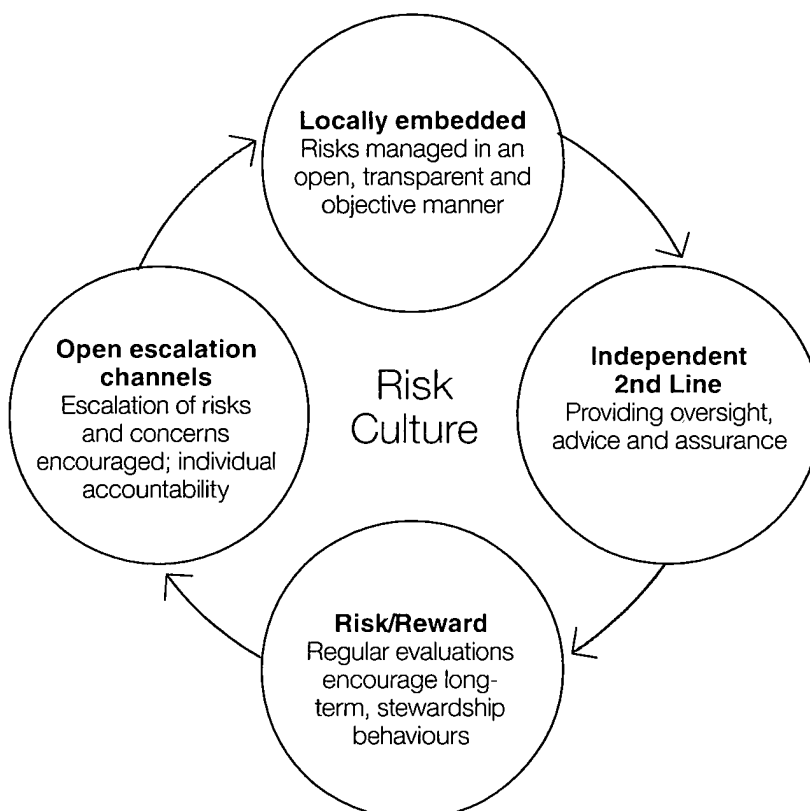 Locally embedded
Risks managed in an
open, transparent and
objective manner
Independent
2nd Line
Providing oversight,
advice and assurance
Risk/Reward
Regular evaluations
encourage long-
term, stewardship
behaviours
Open escalation
channels
Escalation of risks
and concerns
encouraged; individual
accountability
Risk
Culture